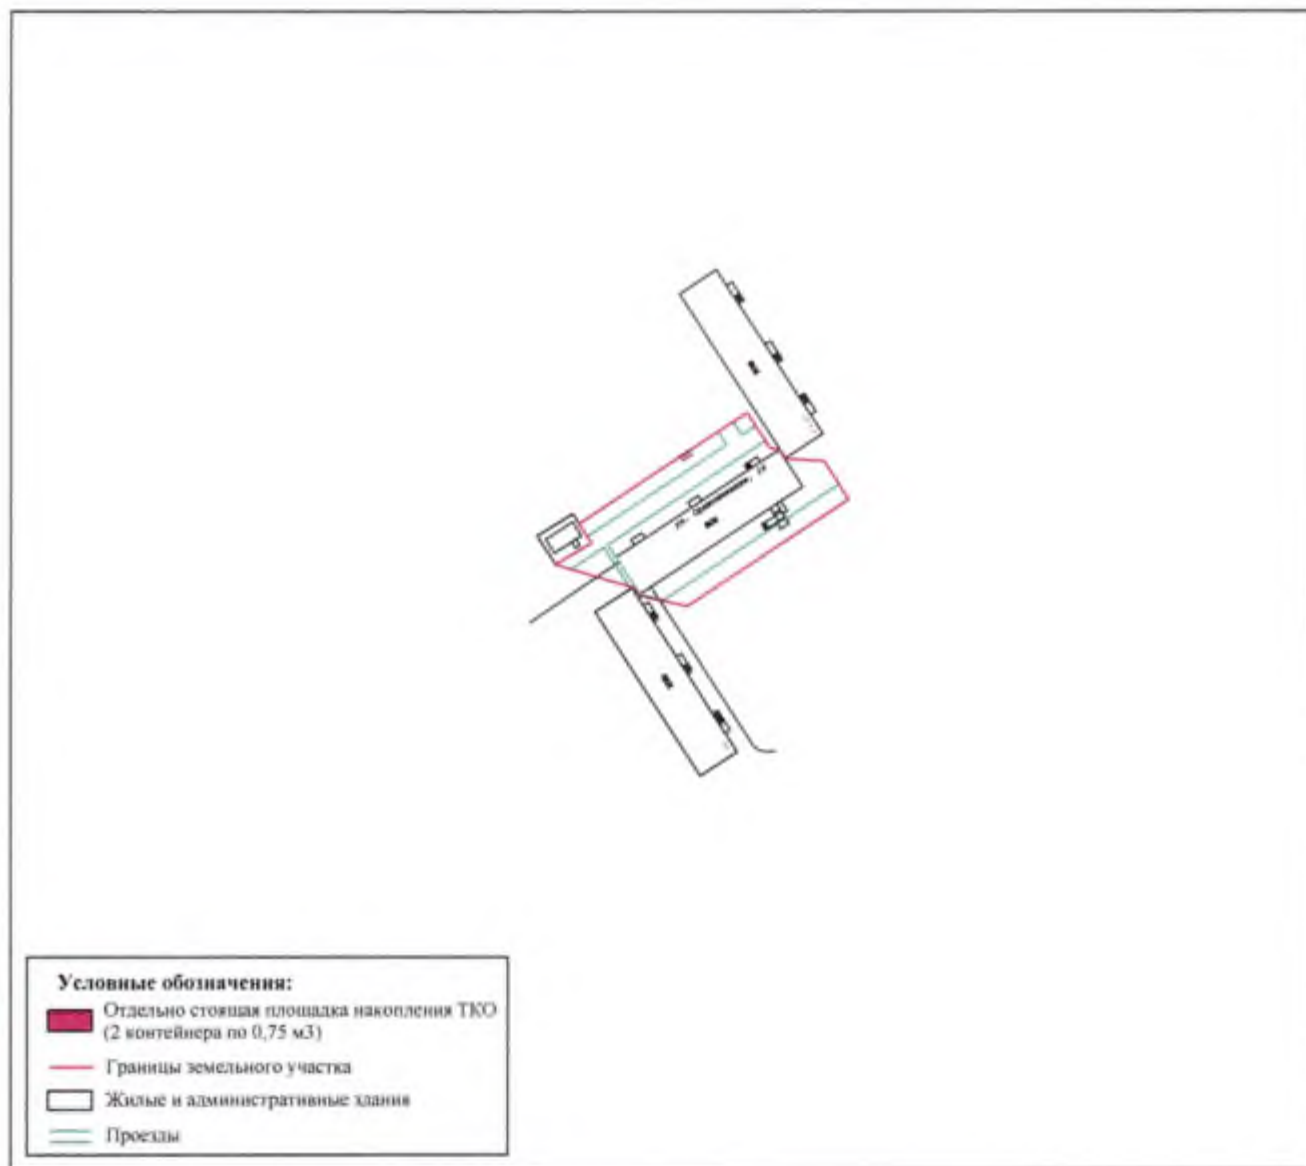 ул.
Условные обозначения:
Отдельно стоящая площадка накопления ТКО
(2 контейнера по 0,75 м3)
Границы земельного участка
Жилые и административные здания
Проезды